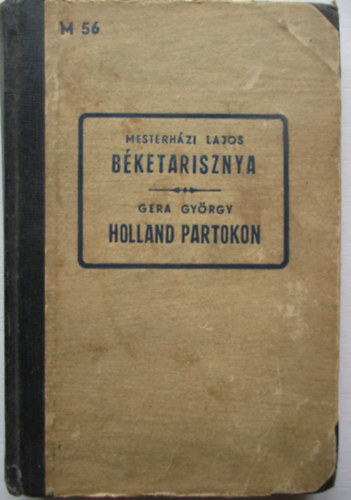 M 56
MESTERHÁZI LAJOS
BÉKETARISZNYA
GERA GYÖRGY
HOLLAND PARTOKON